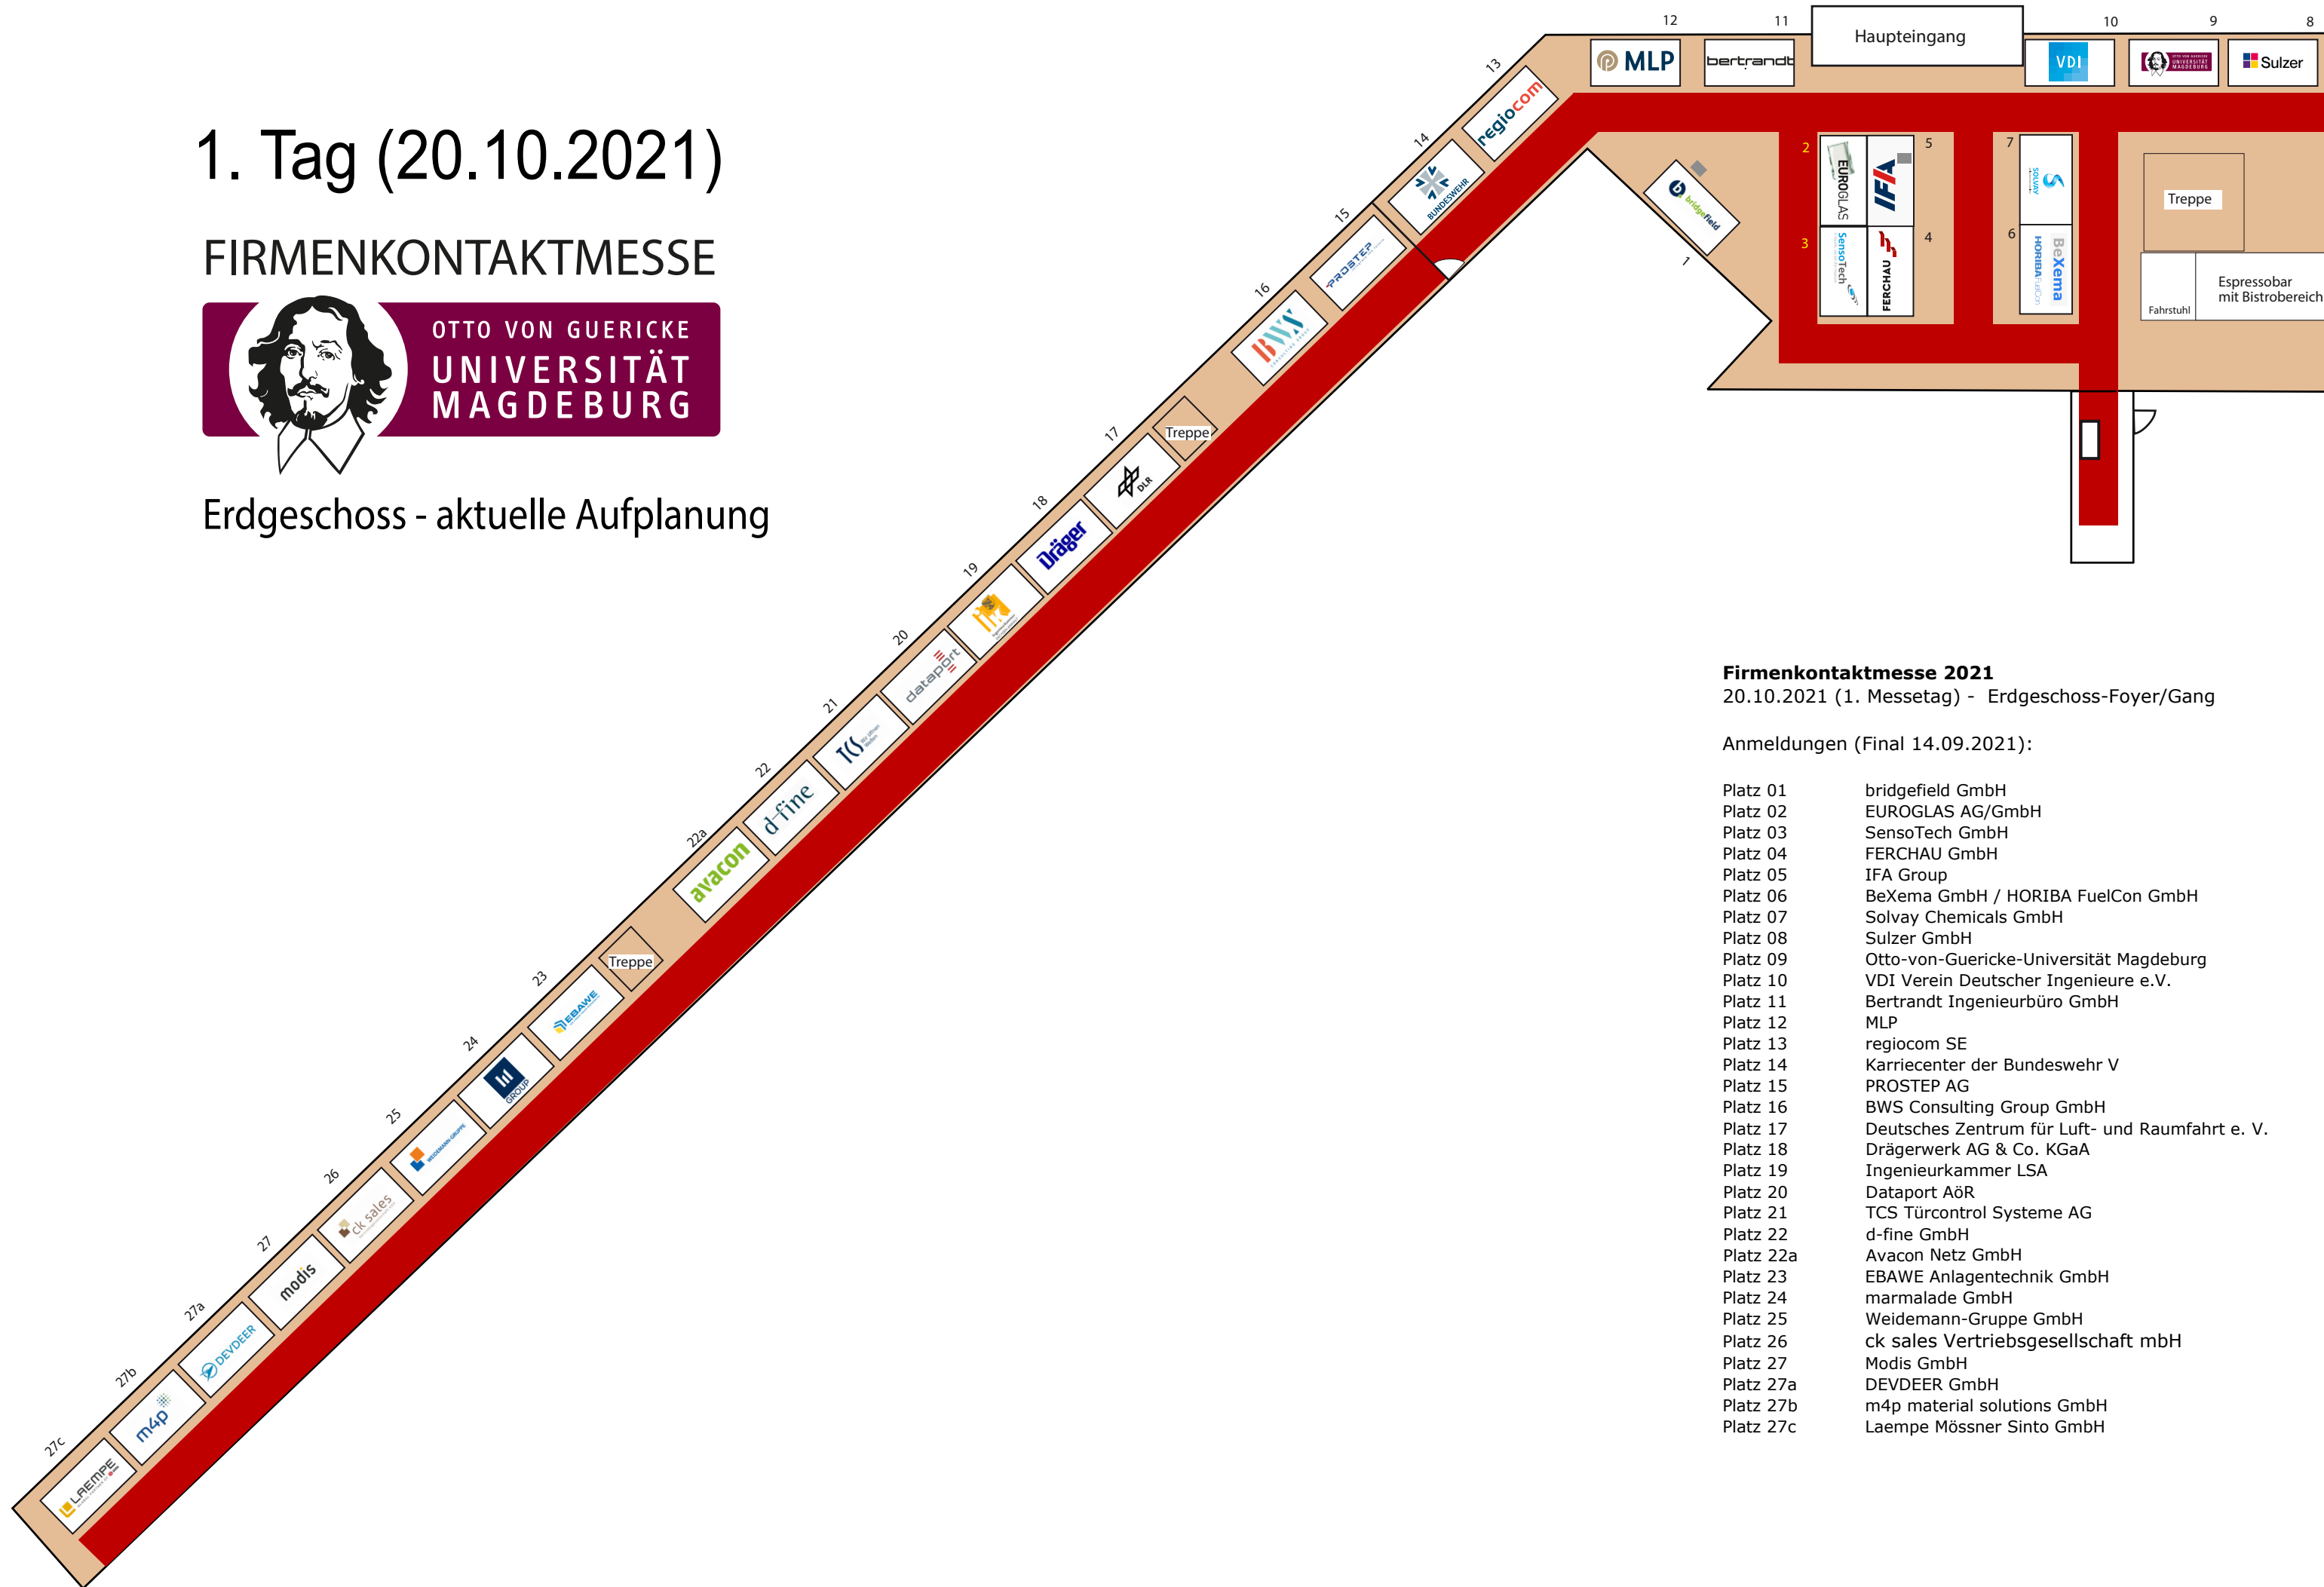 1. Tag (20.10.2021)
FIRMENKONTAKTMESSE
OTTO VON GUERICKE
UNIVERSITÄT
MAGDEBURG
Erdgeschoss - aktuelle Aufplanung
12
11
Haupteingang
10
9
8
MLP
bertrandt
VDI
OTTO VON GUERICKE
UNIVERSITÄT
MAGDEBURG
Sulzer
13
regiocom
14
BUNDESWEHR
15
PROSTEP
16
BWS
CONSULTING GROUP
bridgefield
1
2
EUROGLAS
IFA
5
3
SensoTech
FERCHAU
4
7
SOLVAY
6
BeXema
HORIBA FuelCon
Treppe
Fahrstuhl
Espressobar
mit Bistrobereich
Treppe
17
DLR
18
Dräger
19
20
dataport
21
TCS
22
d-fine
22a
avacon
Treppe
23
EBAWE
24
GROUP
25
WEIDEMANN-GRUPPE
26
ck sales
27
modis
27a
DEVDEER
27b
m4p
27c
LAEMPE
Firmenkontaktmesse 2021
20.10.2021 (1. Messetag) - Erdgeschoss-Foyer/Gang
Anmeldungen (Final 14.09.2021):
Platz 01 bridgefield GmbH
Platz 02 EUROGLAS AG/GmbH
Platz 03 SensoTech GmbH
Platz 04 FERCHAU GmbH
Platz 05 IFA Group
Platz 06 BeXema GmbH / HORIBA FuelCon GmbH
Platz 07 Solvay Chemicals GmbH
Platz 08 Sulzer GmbH
Platz 09 Otto-von-Guericke-Universität Magdeburg
Platz 10 VDI Verein Deutscher Ingenieure e.V.
Platz 11 Bertrandt Ingenieurbüro GmbH
Platz 12 MLP
Platz 13 regiocom SE
Platz 14 Karriecenter der Bundeswehr V
Platz 15 PROSTEP AG
Platz 16 BWS Consulting Group GmbH
Platz 17 Deutsches Zentrum für Luft- und Raumfahrt e. V.
Platz 18 Drägerwerk AG & Co. KGaA
Platz 19 Ingenieurkammer LSA
Platz 20 Dataport AöR
Platz 21 TCS Türcontrol Systeme AG
Platz 22 d-fine GmbH
Platz 22a Avacon Netz GmbH
Platz 23 EBAWE Anlagentechnik GmbH
Platz 24 marmalade GmbH
Platz 25 Weidemann-Gruppe GmbH
Platz 26 ck sales Vertriebsgesellschaft mbH
Platz 27 Modis GmbH
Platz 27a DEVDEER GmbH
Platz 27b m4p material solutions GmbH
Platz 27c Laempe Mössner Sinto GmbH